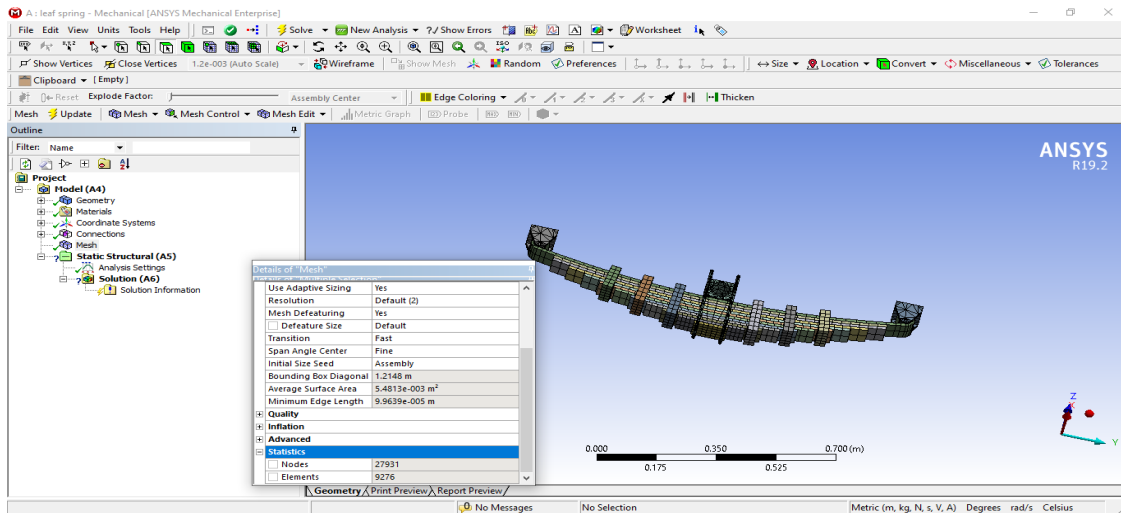 A : leaf spring - Mechanical [ANSYS Mechanical Enterprise]
File Edit View Units Tools Help Solve New Analysis ?/ Show Errors Worksheet
Show Vertices Close Vertices 1.2e-003 (Auto Scale) Wireframe Show Mesh Random Preferences Size Location Convert Miscellaneous Tolerances
Clipboard [Empty]
Reset Explode Factor: Assembly Center Edge Coloring Thicken
Mesh Update Mesh Mesh Control Mesh Edit Metric Graph Probe
Outline
Filter: Name
Project
Model (A4)
Geometry
Materials
Coordinate Systems
Connections
Mesh
Static Structural (A5)
Analysis Settings
Solution (A6)
Solution Information
ANSYS
R19.2
Details of "Mesh"
Use Adaptive Sizing Yes
Resolution Default (2)
Mesh Defeaturing Yes
Defeature Size Default
Transition Fast
Span Angle Center Fine
Initial Size Seed Assembly
Bounding Box Diagonal 1.2148 m
Average Surface Area 5.4813e-003 m²
Minimum Edge Length 9.9639e-005 m
Quality
Inflation
Advanced
Statistics
Nodes 27931
Elements 9276
0.000 0.350 0.700 (m)
0.175 0.525
Z
X
Y
Geometry Print Preview Report Preview
0 No Messages No Selection Metric (m, kg, N, s, V, A) Degrees rad/s Celsius